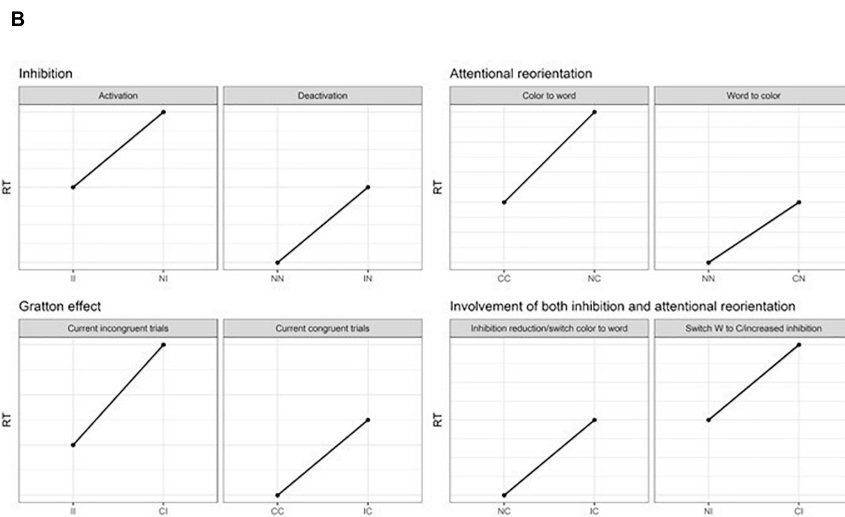 B
Inhibition
Activation
Deactivation
RT
II
NI
NN
IN
Attentional reorientation
Color to word
Word to color
RT
CC
NC
NN
CN
Gratton effect
Current incongruent trials
Current congruent trials
RT
II
CI
CC
IC
Involvement of both inhibition and attentional reorientation
Inhibition reduction/switch color to word
Switch W to C/increased inhibition
RT
NC
IC
NI
CI